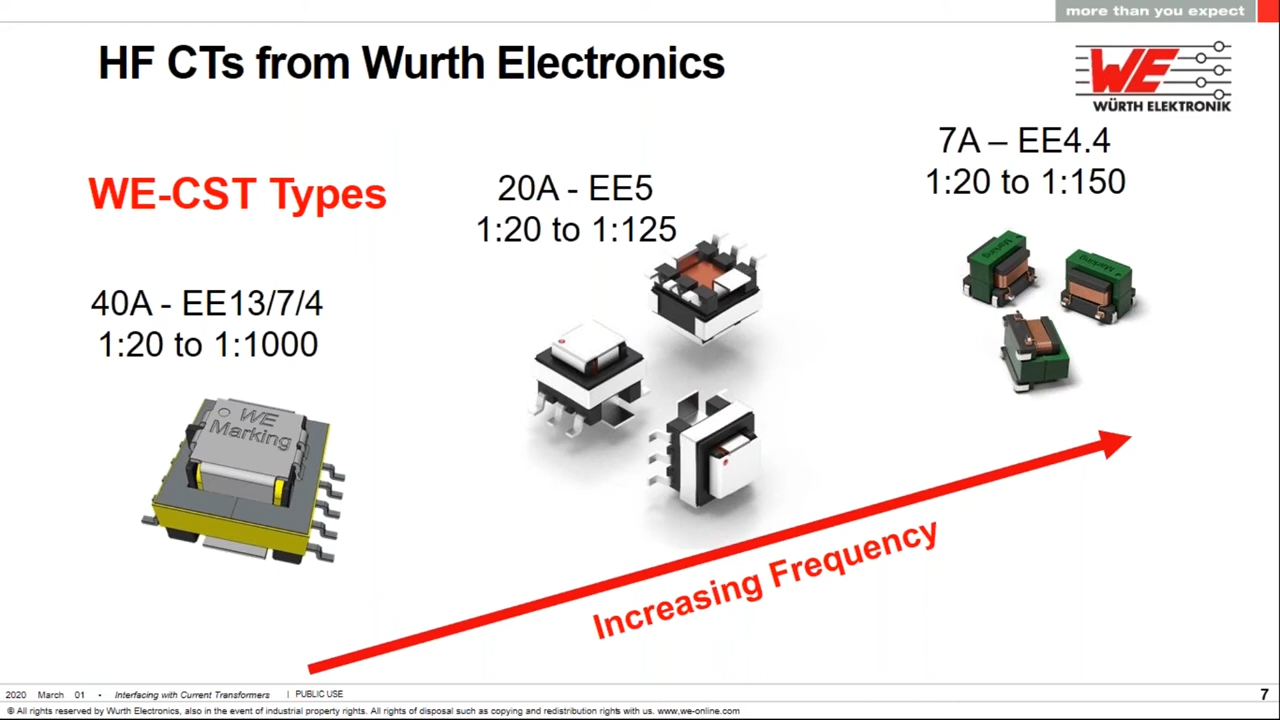 more than you expect
HF CTs from Wurth Electronics
WE
WÜRTH ELEKTRONIK
7A – EE4.4
1:20 to 1:150
WE-CST Types
20A - EE5
1:20 to 1:125
40A - EE13/7/4
1:20 to 1:1000
WE
Marking
Marking
Marking
Increasing Frequency
2020 March 01 • Interfacing with Current Transformers | PUBLIC USE
7
© All rights reserved by Wurth Electronics, also in the event of industrial property rights. All rights of disposal such as copying and redistribution rights with us. www.we-online.com